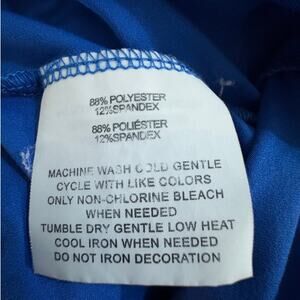 88% POLYESTER
12%SPANDEX
88% POLIÉSTER
12%SPANDEX
MACHINE WASH COLD GENTLE
CYCLE WITH LIKE COLORS
ONLY NON-CHLORINE BLEACH
WHEN NEEDED
TUMBLE DRY GENTLE LOW HEAT
COOL IRON WHEN NEEDED
DO NOT IRON DECORATION